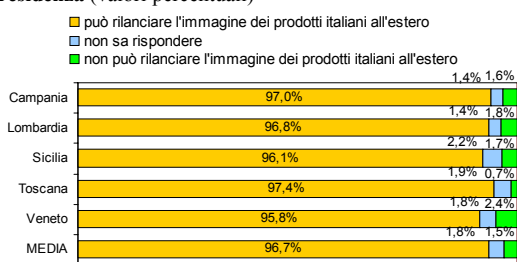 residenza (valori percentuali)
può rilanciare l'immagine dei prodotti italiani all'estero
non sa rispondere
non può rilanciare l'immagine dei prodotti italiani all'estero
1,4% 1,6%
Campania 97,0%
1,4% 1,8%
Lombardia 96,8%
2,2% 1,7%
Sicilia 96,1%
1,9% 0,7%
Toscana 97,4%
1,8% 2,4%
Veneto 95,8%
1,8% 1,5%
MEDIA 96,7%